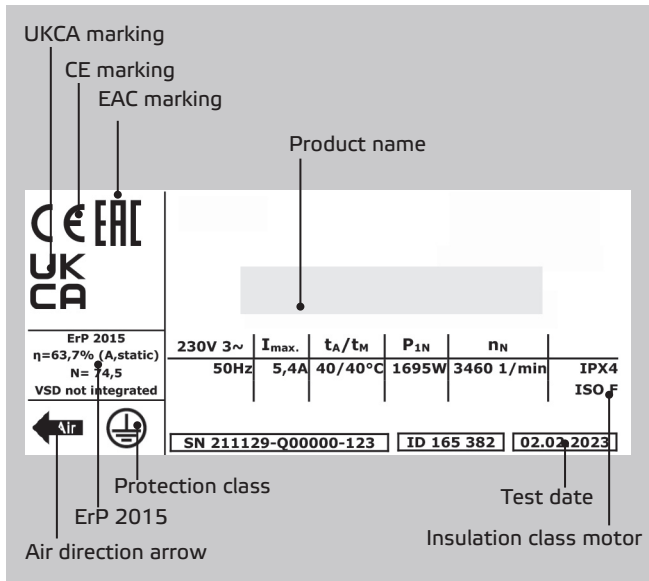 UKCA marking
CE marking
EAC marking
Product name
CE EAC
UK
CA
ErP 2015
η=63,7% (A,static)
N= 74,5
VSD not integrated
230V 3~ Imax. tA/tM P1N nN
50Hz 5,4A 40/40°C 1695W 3460 1/min IPX4
ISO F
Air
SN 211129-Q00000-123 ID 165 382 02.02.2023
Protection class
Test date
ErP 2015
Insulation class motor
Air direction arrow